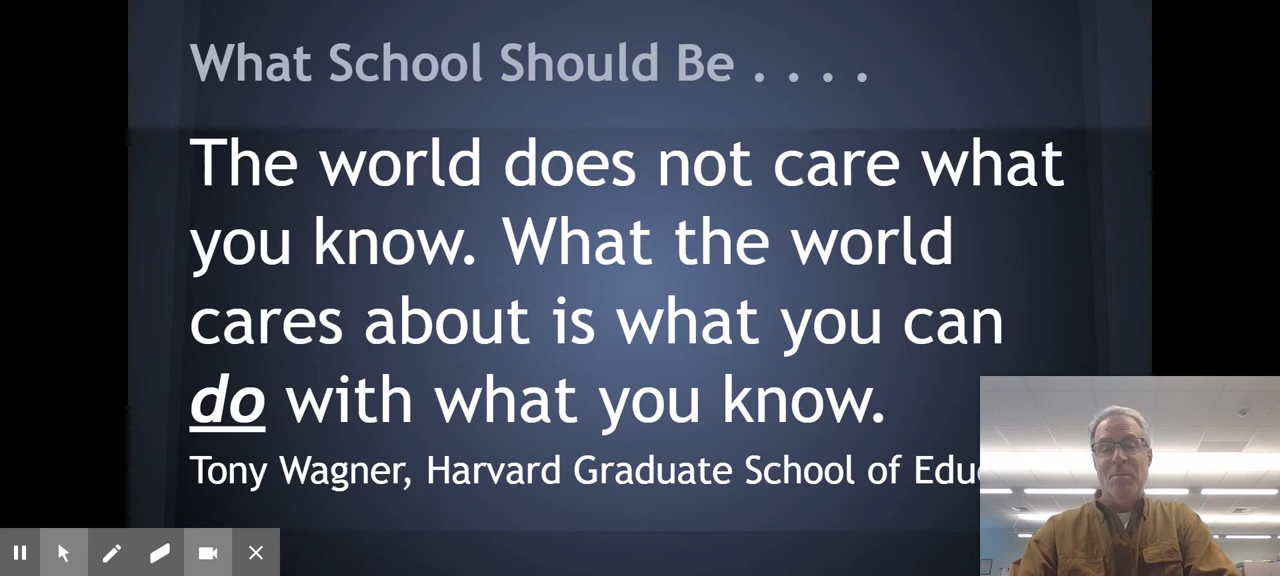 What School Should Be . . . .
The world does not care what
you know. What the world
cares about is what you can
do with what you know.
Tony Wagner, Harvard Graduate School of